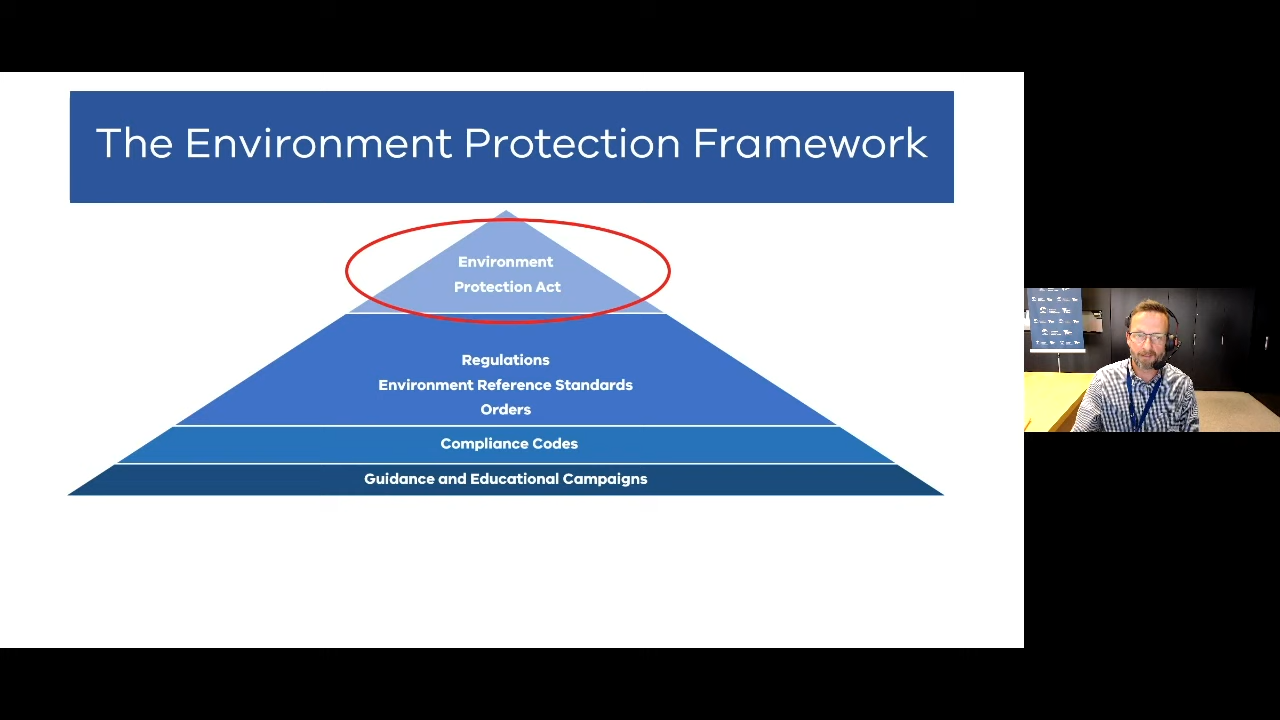 The Environment Protection Framework
Environment
Protection Act
Regulations
Environment Reference Standards
Orders
Compliance Codes
Guidance and Educational Campaigns